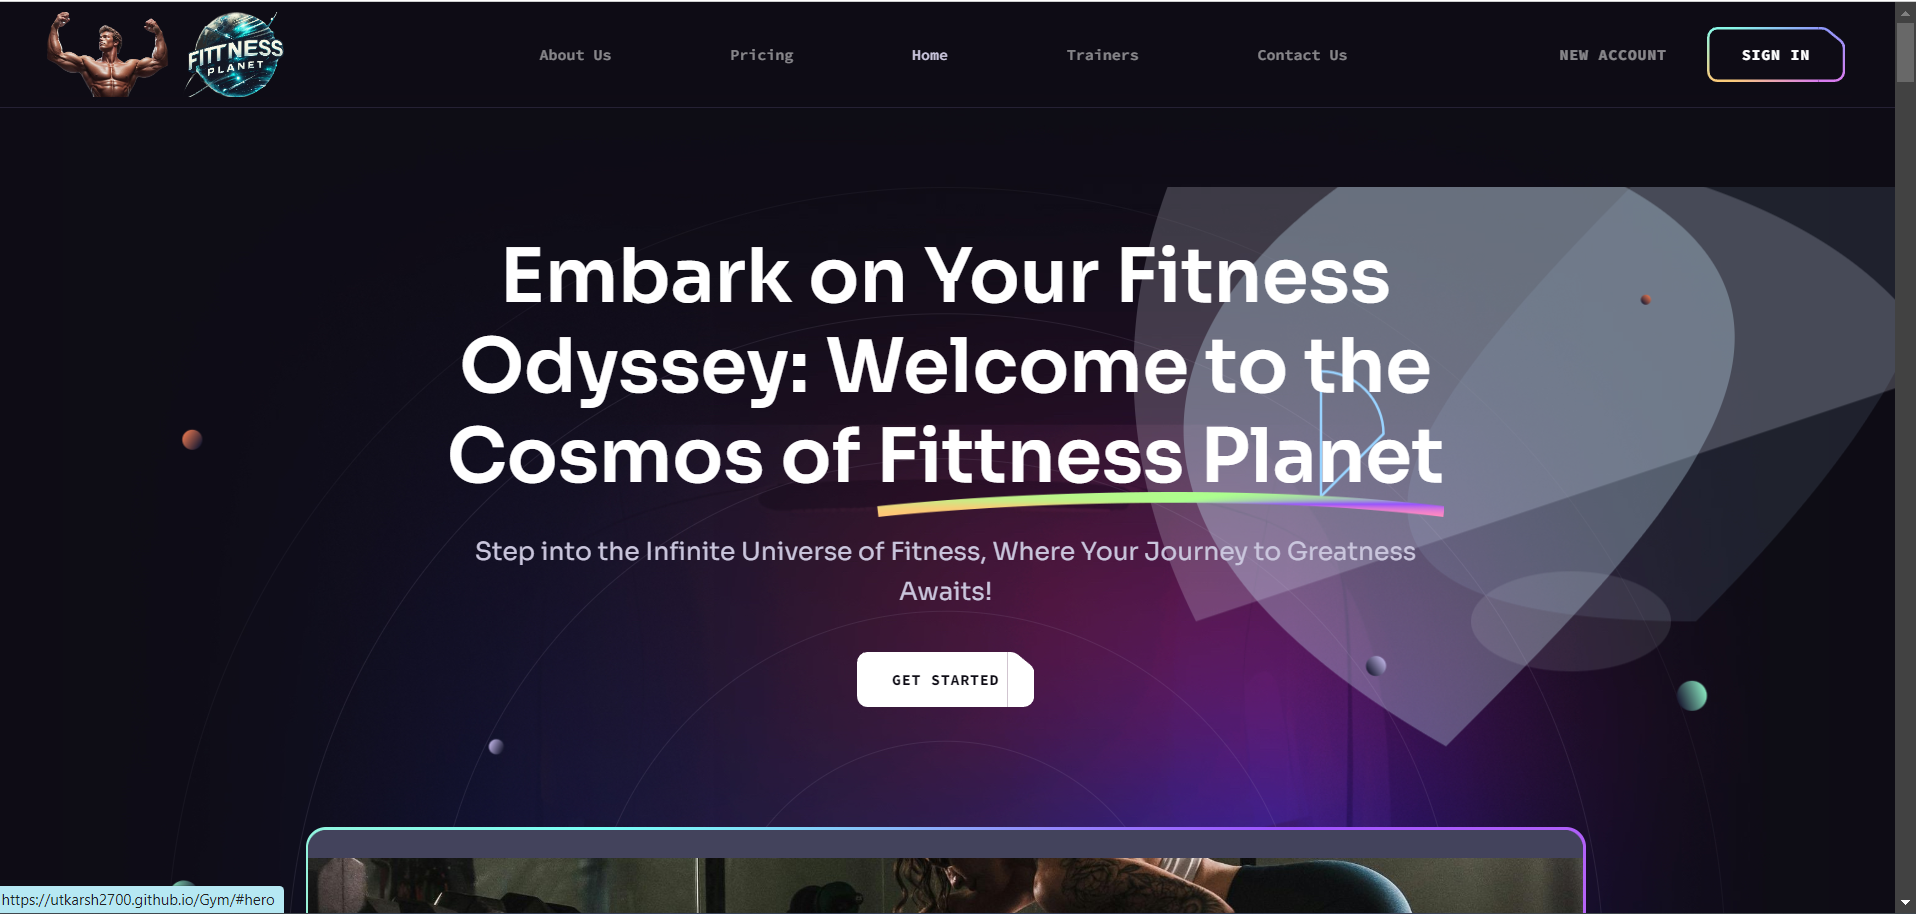 FITTNESS
PLANET
About Us
Pricing
Home
Trainers
Contact Us
NEW ACCOUNT
SIGN IN
Embark on Your Fitness
Odyssey: Welcome to the
Cosmos of Fittness Planet
Step into the Infinite Universe of Fitness, Where Your Journey to Greatness
Awaits!
GET STARTED
https://utkarsh2700.github.io/Gym/#hero